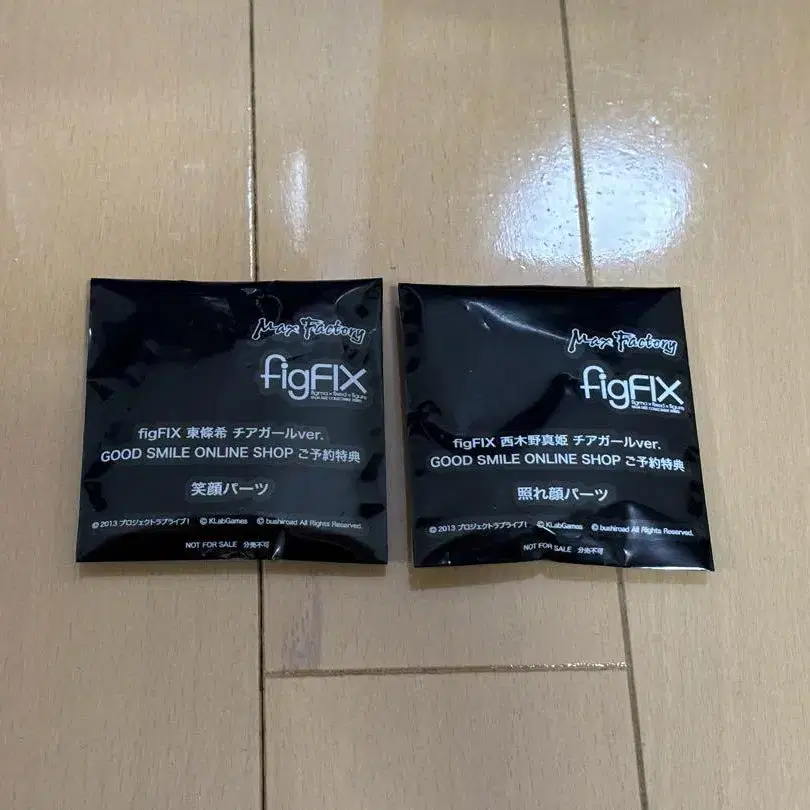 Max Factory
figFIX
figma×fixed×figure
figFIX 東條希 チアガールver.
GOOD SMILE ONLINE SHOP ご予約特典
笑顔パーツ
© 2013 プロジェクトラブライブ! © KLabGames © bushiroad All Rights Reserved.
NOT FOR SALE 分売不可
Max Factory
figFIX
figma×fixed×figure
figFIX 西木野真姫 チアガールver.
GOOD SMILE ONLINE SHOP ご予約特典
照れ顔パーツ
© 2013 プロジェクトラブライブ! © KLabGames © bushiroad All Rights Reserved.
NOT FOR SALE 分売不可